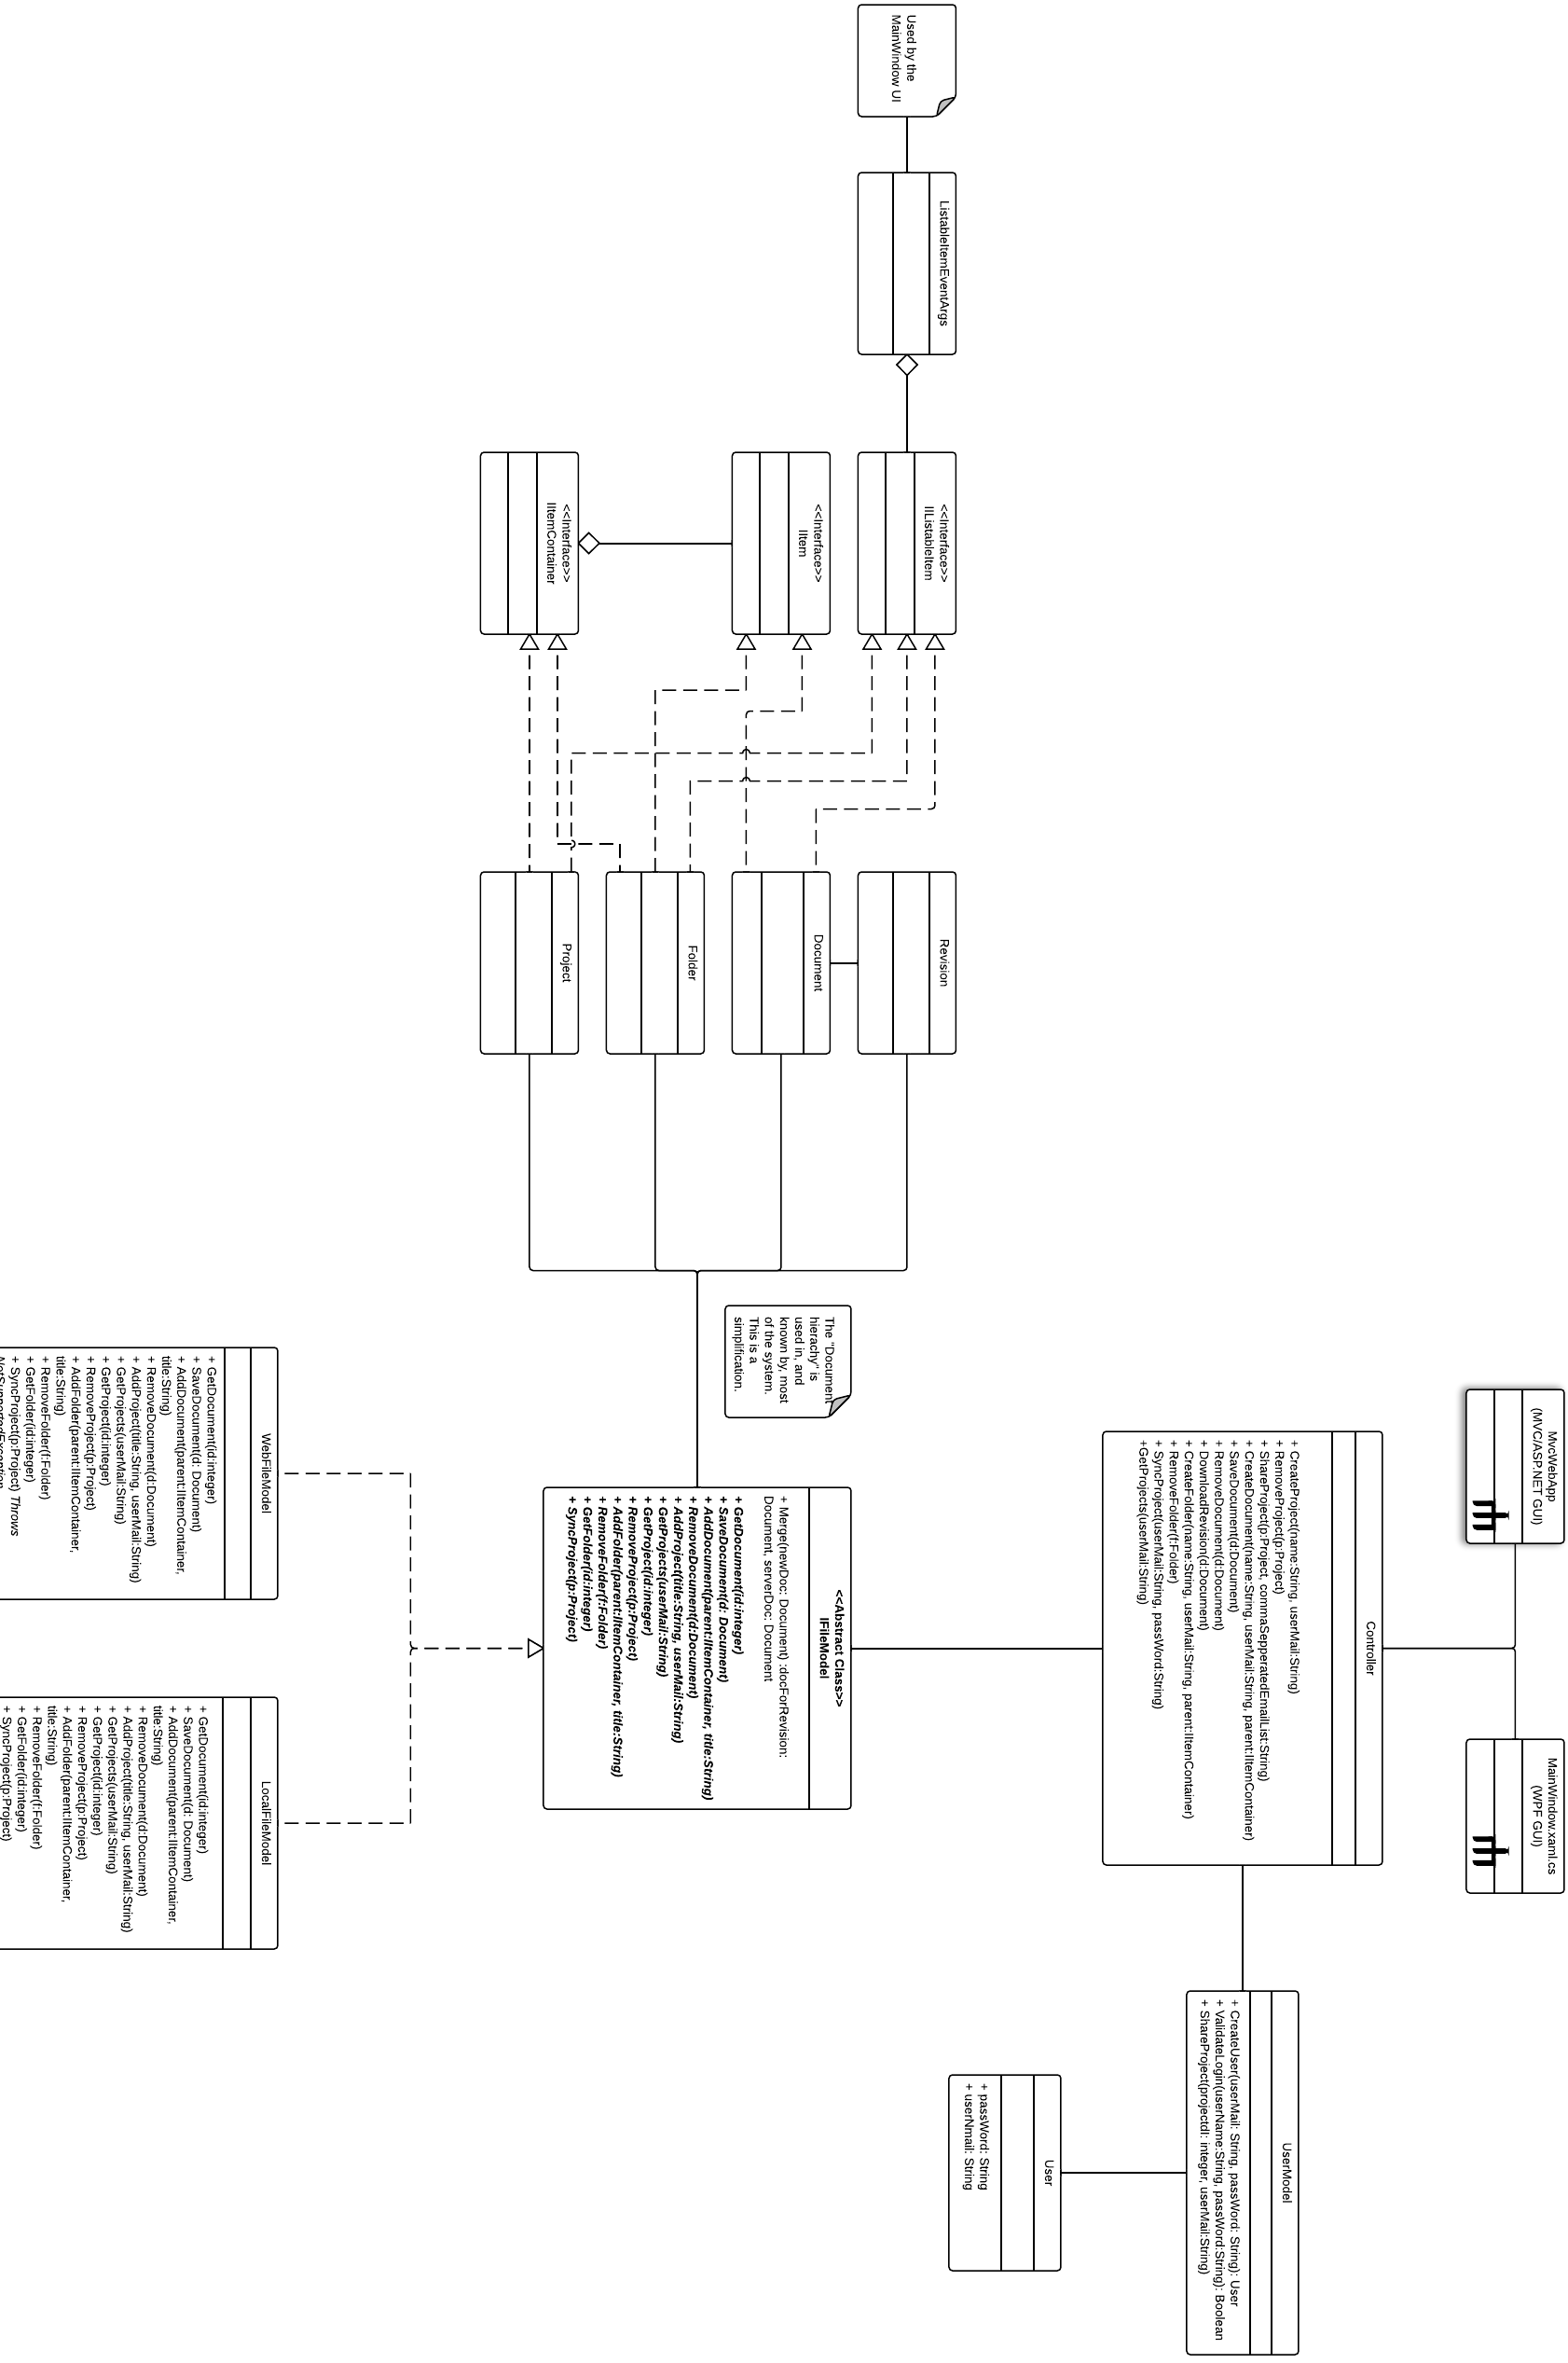 MvcWebApp
(MVC/ASP.NET GUI)
MainWindow.xaml.cs
(WPF GUI)
Controller
+ CreateProject(name:String, userMail:String)
+ RemoveProject(p:Project)
+ ShareProject(p:Project, commaSepperatedEmailList:String)
+ CreateDocument(name:String, userMail:String, parent:IItemContainer)
+ SaveDocument(d:Document)
+ RemoveDocument(d:Document)
+ DownloadRevision(d:Document)
+ CreateFolder(name:String, userMail:String, parent:IItemContainer)
+ RemoveFolder(f:Folder)
+ SyncProject(userMail:String, passWord:String)
+GetProjects(userMail:String)
UserModel
+ CreateUser(userMail: String, passWord: String): User
+ ValidateLogin(userName:String, passWord:String): Boolean
+ ShareProject(projectdI: integer, userMail:String)
User
+ passWord: String
+ userNmail: String
Used by the
MainWindow UI
ListableItemEventArgs
<<Interface>>
IIListableItem
<<Interface>>
IItem
<<Interface>>
IItemContainer
Revision
Document
Folder
Project
The "Document
hierachy" is
used in, and
known by, most
of the system.
This is a
simplification.
<<Abstract Class>>
IFileModel
+ Merge(newDoc: Document) :docForRevision:
Document, serverDoc: Document
+ GetDocument(id:integer)
+ SaveDocument(d: Document)
+ AddDocument(parent:IItemContainer, title:String)
+ RemoveDocument(d:Document)
+ AddProject(title:String, userMail:String)
+ GetProjects(userMail:String)
+ GetProject(id:integer)
+ RemoveProject(p:Project)
+ AddFolder(parent:IItemContainer, title:String)
+ RemoveFolder(f:Folder)
+ GetFolder(id:integer)
+ SyncProject(p:Project)
WebFileModel
+ GetDocument(id:integer)
+ SaveDocument(d: Document)
+ AddDocument(parent:IItemContainer,
title:String)
+ RemoveDocument(d:Document)
+ AddProject(title:String, userMail:String)
+ GetProjects(userMail:String)
+ GetProject(id:integer)
+ RemoveProject(p:Project)
+ AddFolder(parent:IItemContainer,
title:String)
+ RemoveFolder(f:Folder)
+ GetFolder(id:integer)
+ SyncProject(p:Project) Throws
NotSupportedException
LocalFileModel
+ GetDocument(id:integer)
+ SaveDocument(d: Document)
+ AddDocument(parent:IItemContainer,
title:String)
+ RemoveDocument(d:Document)
+ AddProject(title:String, userMail:String)
+ GetProjects(userMail:String)
+ GetProject(id:integer)
+ RemoveProject(p:Project)
+ AddFolder(parent:IItemContainer,
title:String)
+ RemoveFolder(f:Folder)
+ GetFolder(id:integer)
+ SyncProject(p:Project)